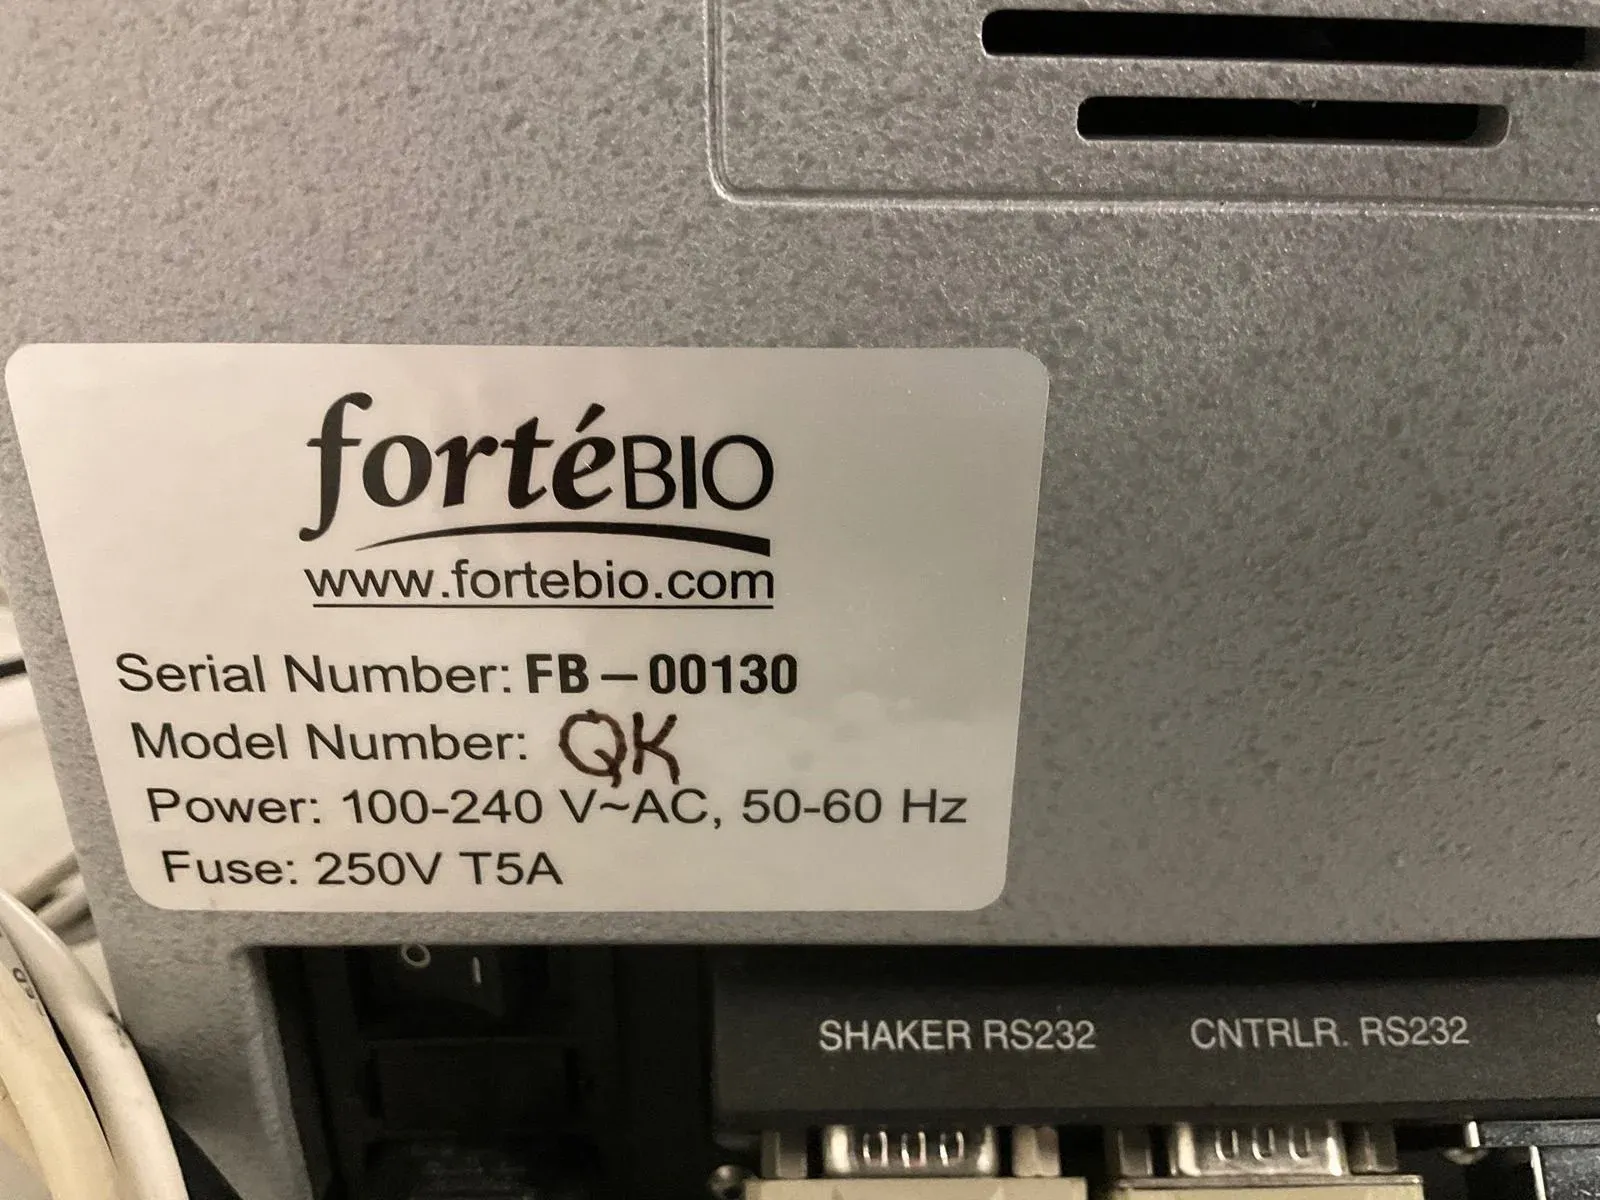 fortéBIO
www.fortebio.com
Serial Number: FB–00130
Model Number: QK
Power: 100-240 V~AC, 50-60 Hz
Fuse: 250V T5A
O I
SHAKER RS232 CNTRLR. RS232